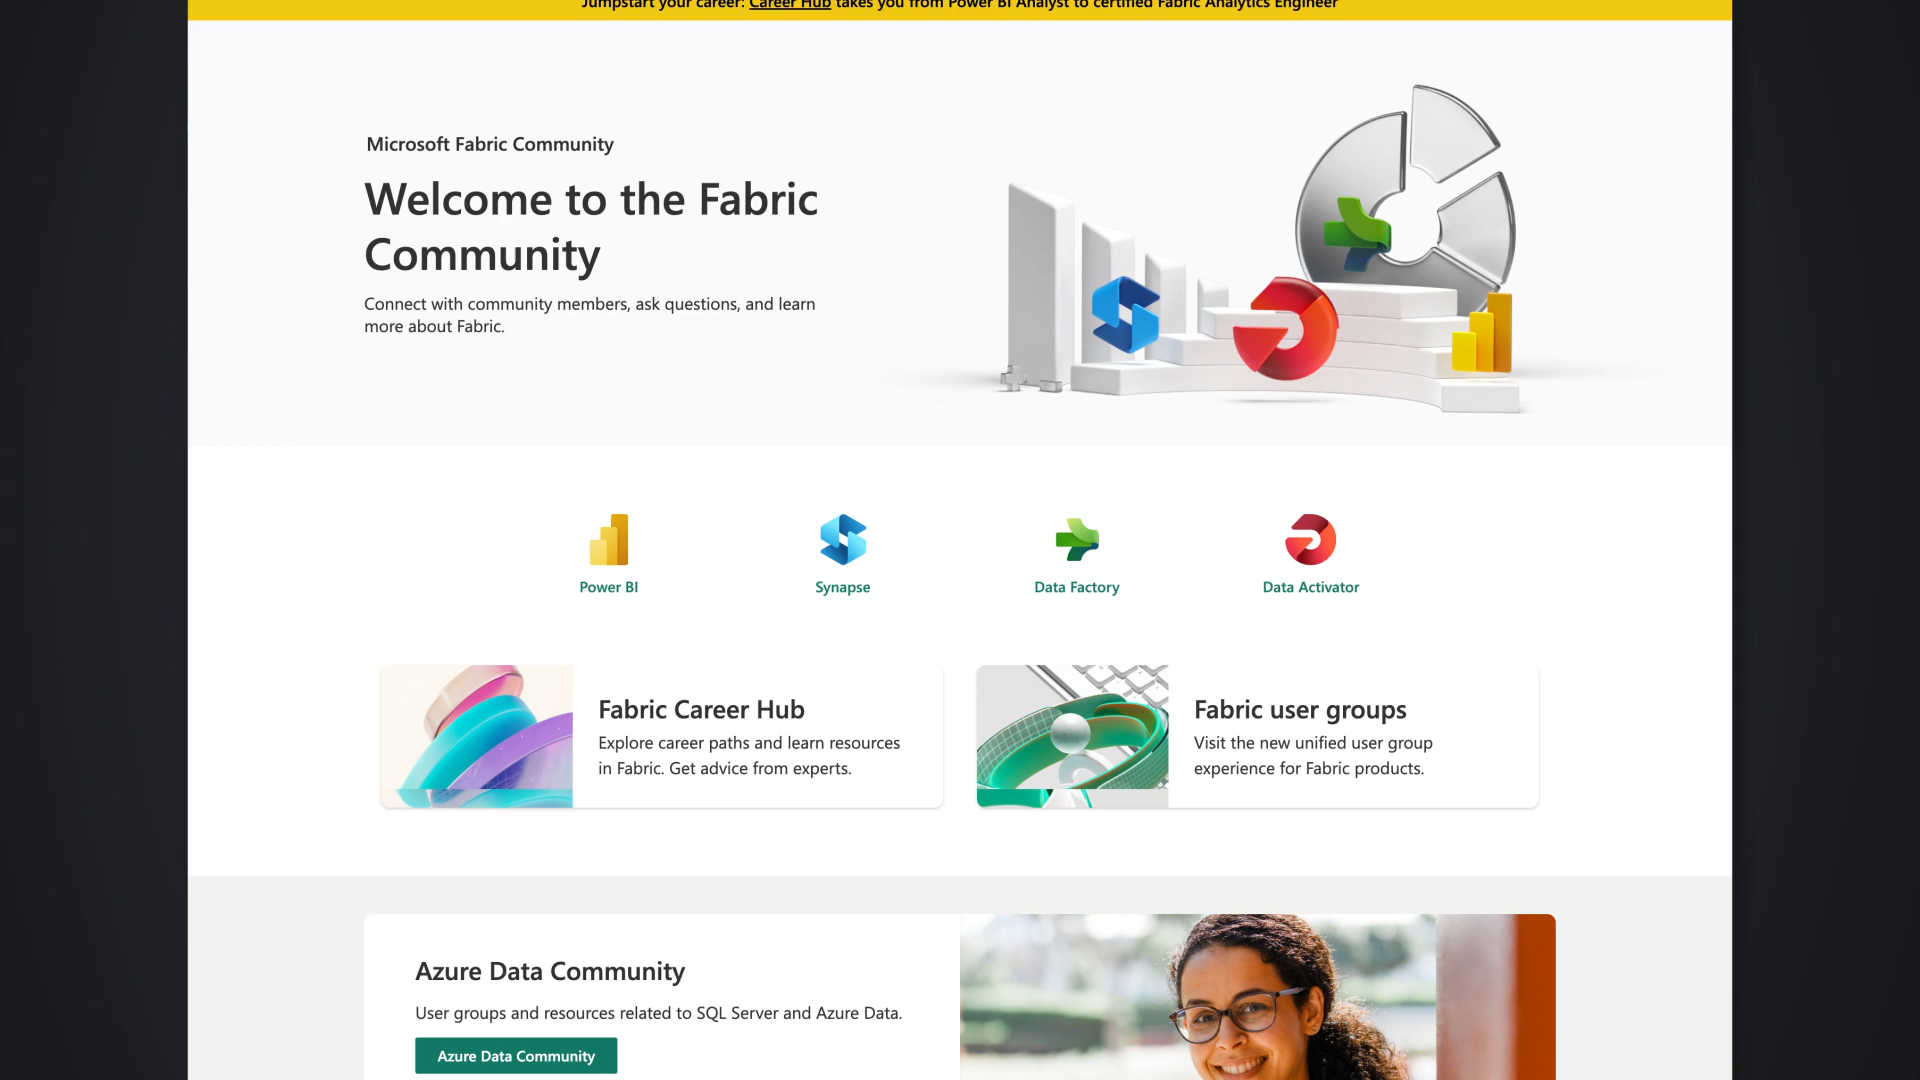 Jumpstart your career: Career Hub takes you from Power BI Analyst to certified Fabric Analytics Engineer
Microsoft Fabric Community
Welcome to the Fabric
Community
Connect with community members, ask questions, and learn
more about Fabric.
Power BI
Synapse
Data Factory
Data Activator
Fabric Career Hub
Explore career paths and learn resources
in Fabric. Get advice from experts.
Fabric user groups
Visit the new unified user group
experience for Fabric products.
Azure Data Community
User groups and resources related to SQL Server and Azure Data.
Azure Data Community